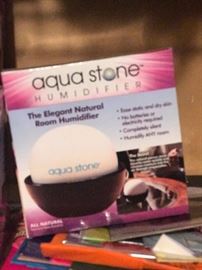 aqua stone™
HUMIDIFIER
The Elegant Natural
Room Humidifier
• Ease static and dry skin
• No batteries or
electricity required
• Completely silent
• Humidify ANY room
aqua stone
ALL NATURAL